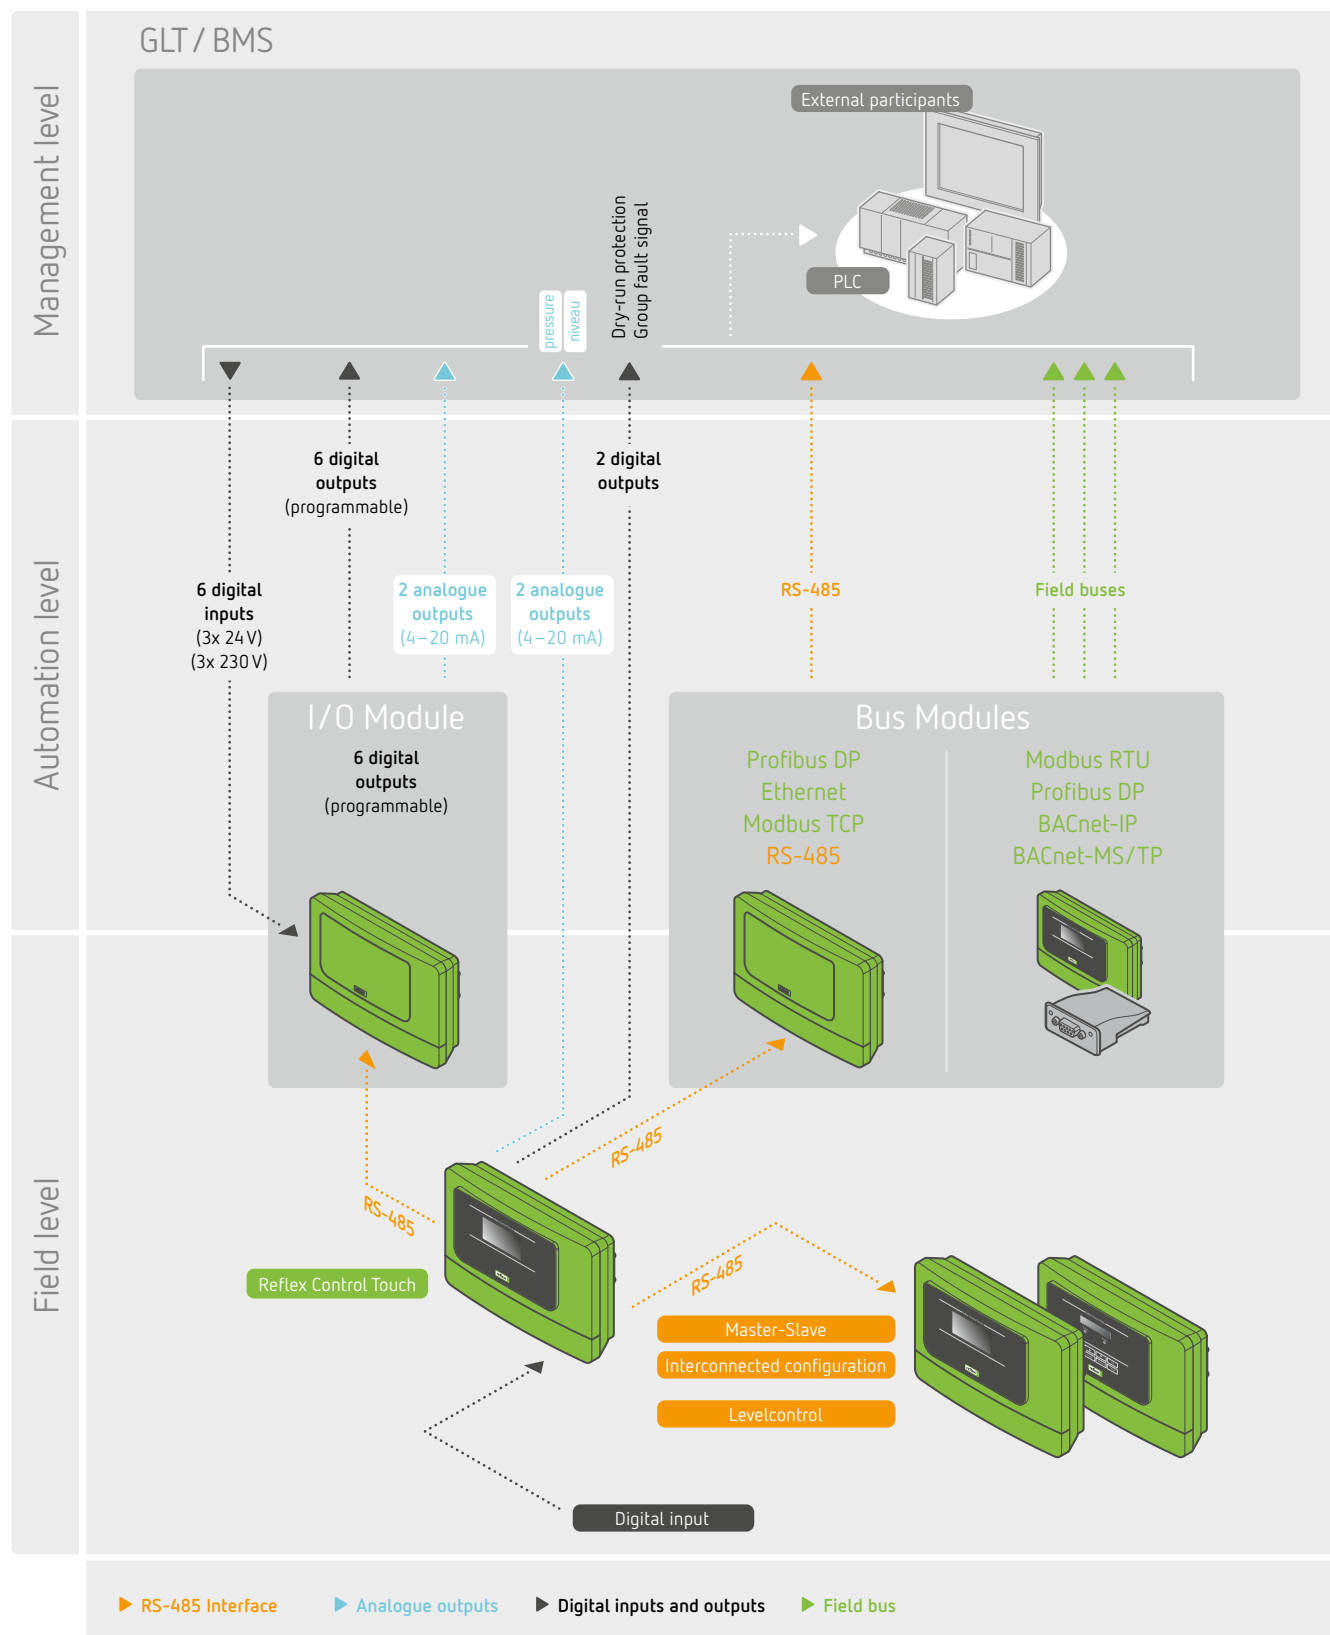 GLT / BMS
Management level
External participants
PLC
Dry-run protection
Group fault signal
pressure
niveau
Automation level
6 digital
outputs
(programmable)
2 digital
outputs
6 digital
inputs
(3x 24 V)
(3x 230 V)
2 analogue
outputs
(4–20 mA)
2 analogue
outputs
(4–20 mA)
RS-485
Field buses
I/O Module
6 digital
outputs
(programmable)
Bus Modules
Profibus DP
Ethernet
Modbus TCP
RS-485
Modbus RTU
Profibus DP
BACnet-IP
BACnet-MS/TP
Field level
RS-485
RS-485
RS-485
Reflex Control Touch
Master-Slave
Interconnected configuration
Levelcontrol
Digital input
RS-485 Interface
Analogue outputs
Digital inputs and outputs
Field bus